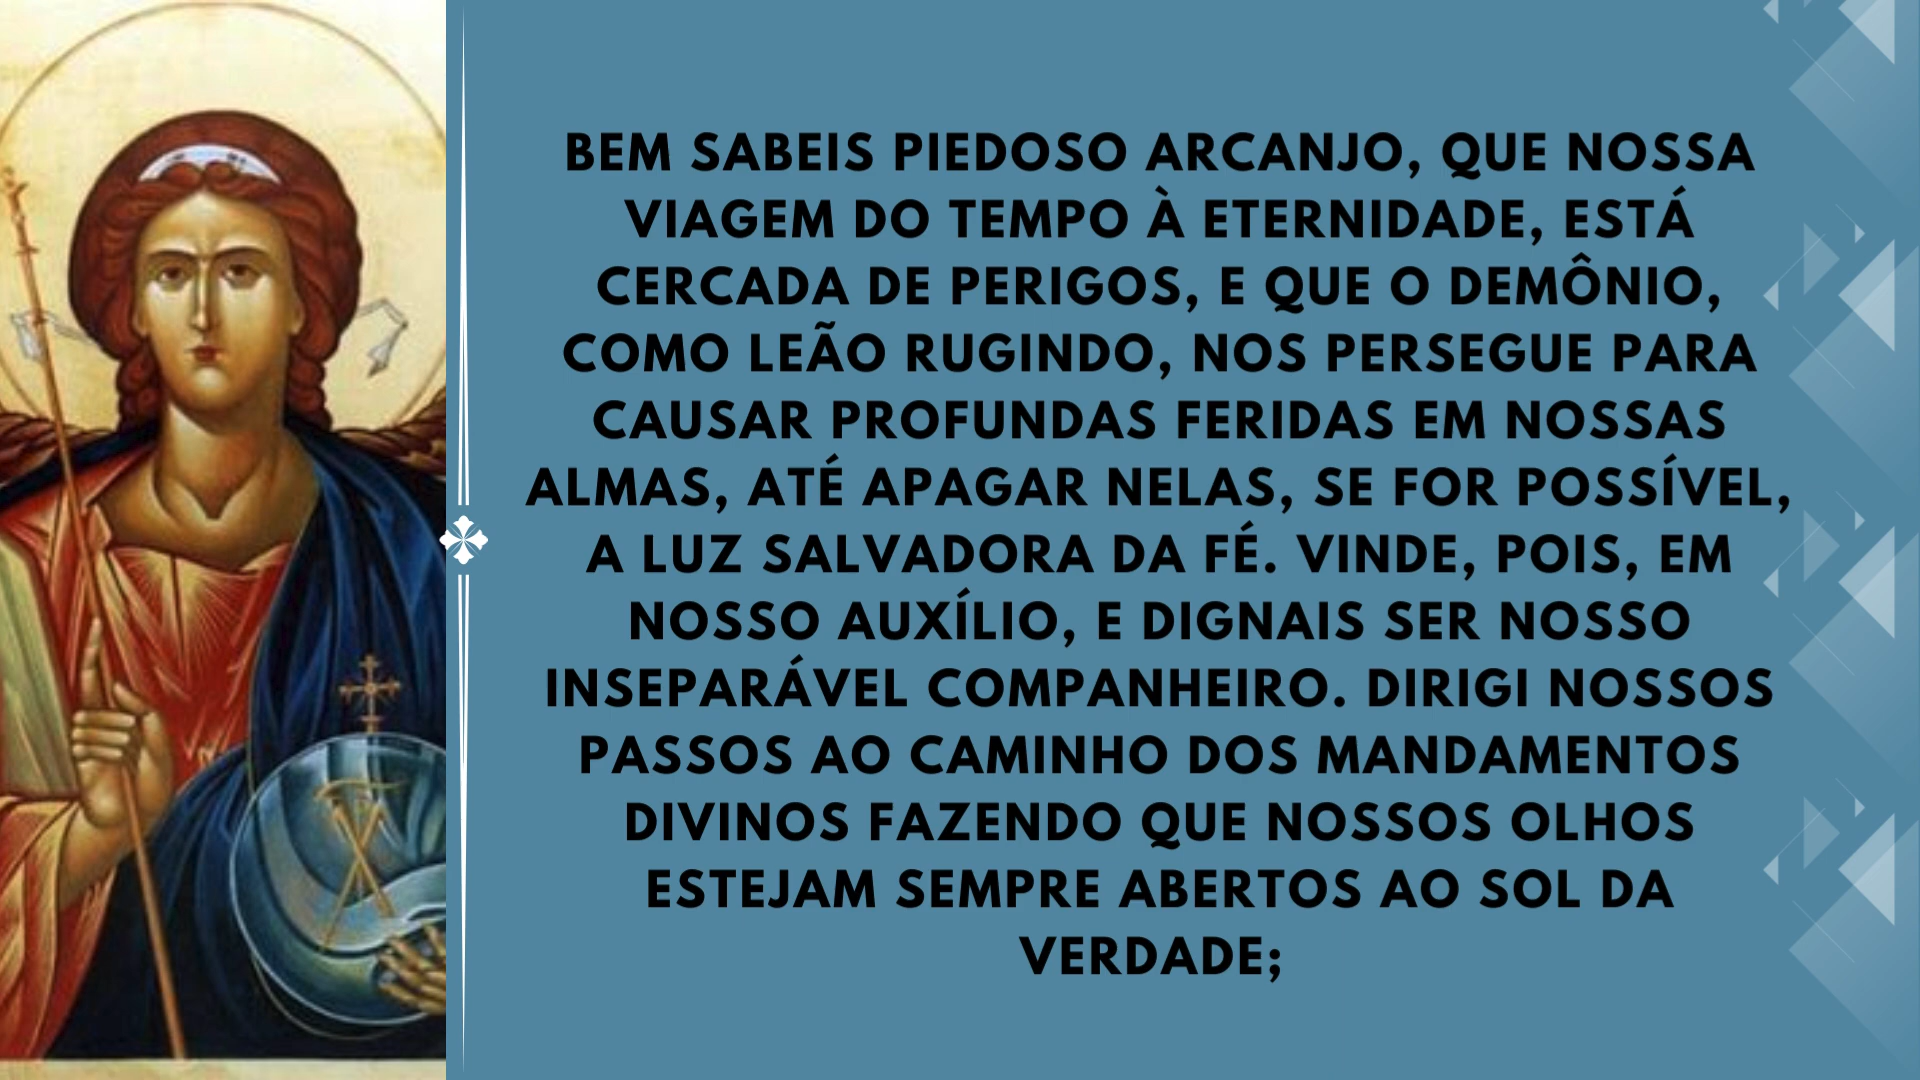 BEM SABEIS PIEDOSO ARCANJO, QUE NOSSA
VIAGEM DO TEMPO À ETERNIDADE, ESTÁ
CERCADA DE PERIGOS, E QUE O DEMÔNIO,
COMO LEÃO RUGINDO, NOS PERSEGUE PARA
CAUSAR PROFUNDAS FERIDAS EM NOSSAS
ALMAS, ATÉ APAGAR NELAS, SE FOR POSSÍVEL,
A LUZ SALVADORA DA FÉ. VINDE, POIS, EM
NOSSO AUXÍLIO, E DIGNAIS SER NOSSO
INSEPARÁVEL COMPANHEIRO. DIRIGI NOSSOS
PASSOS AO CAMINHO DOS MANDAMENTOS
DIVINOS FAZENDO QUE NOSSOS OLHOS
ESTEJAM SEMPRE ABERTOS AO SOL DA
VERDADE;